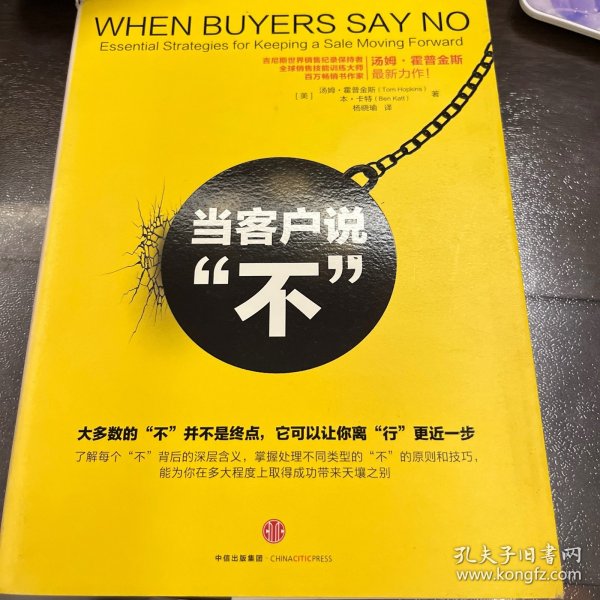 WHEN BUYERS SAY NO
Essential Strategies for Keeping a Sale Moving Forward
吉尼斯世界销售纪录保持者
全球销售技能训练大师
百万畅销书作家
汤姆·霍普金斯
最新力作!
[美] 汤姆·霍普金斯(Tom Hopkins)
本·卡特(Ben Katt) 著
杨晓瑜 译
当客户说
“不”
大多数的“不”并不是终点，它可以让你离“行”更近一步
了解每个“不”背后的深层含义，掌握处理不同类型的“不”的原则和技巧，
能为你在多大程度上取得成功带来天壤之别
中信出版集团·CHINACITICPRESS
孔夫子旧书网
www.kongfz.com